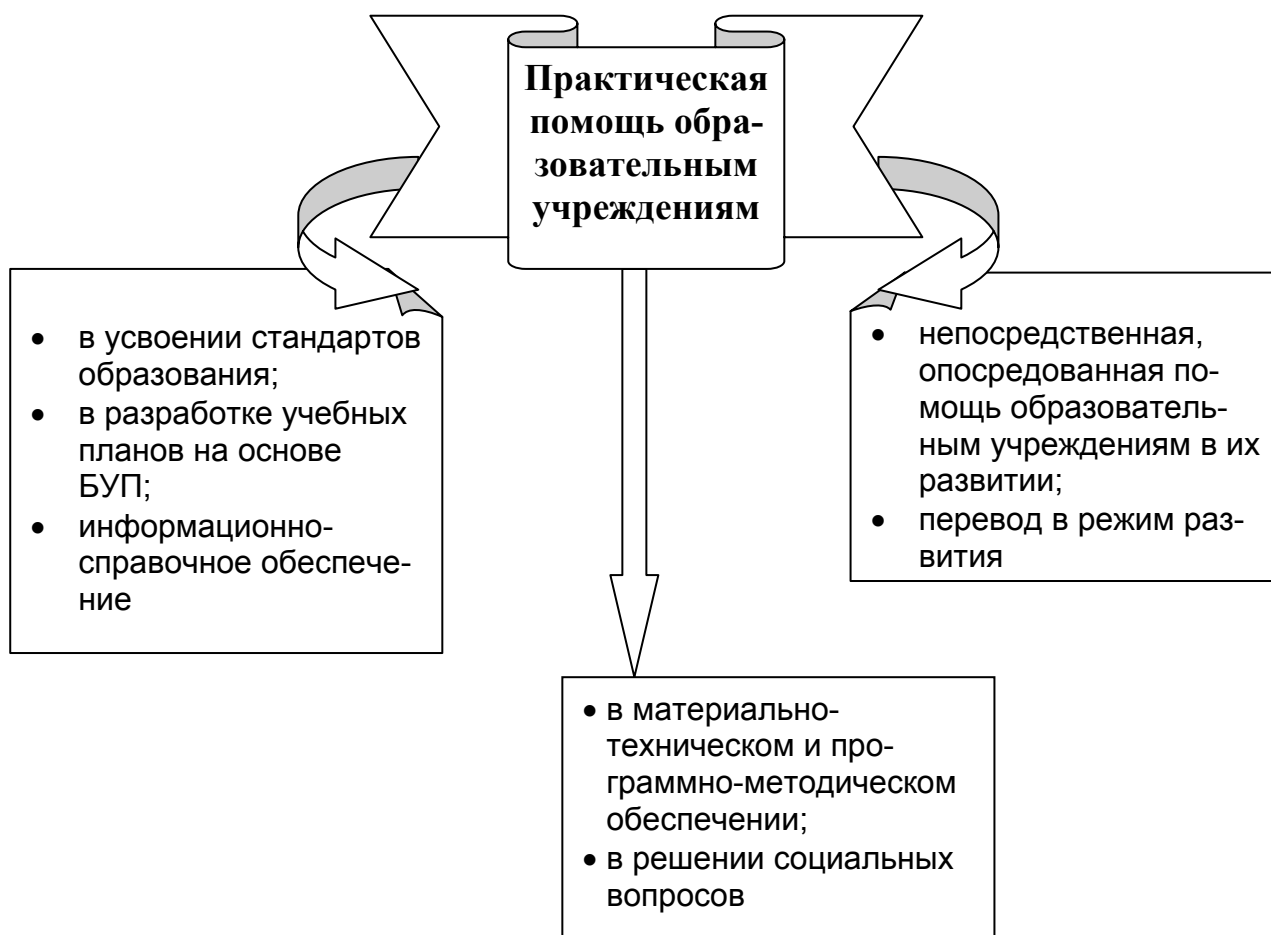 Практическая
помощь обра-
зовательным
учреждениям
• в усвоении стандартов
образования;
• в разработке учебных
планов на основе
БУП;
• информационно-
справочное обеспече-
ние
• непосредственная,
опосредованная по-
мощь образователь-
ным учреждениям в их
развитии;
• перевод в режим раз-
вития
• в материально-
техническом и про-
граммно-методическом
обеспечении;
• в решении социальных
вопросов